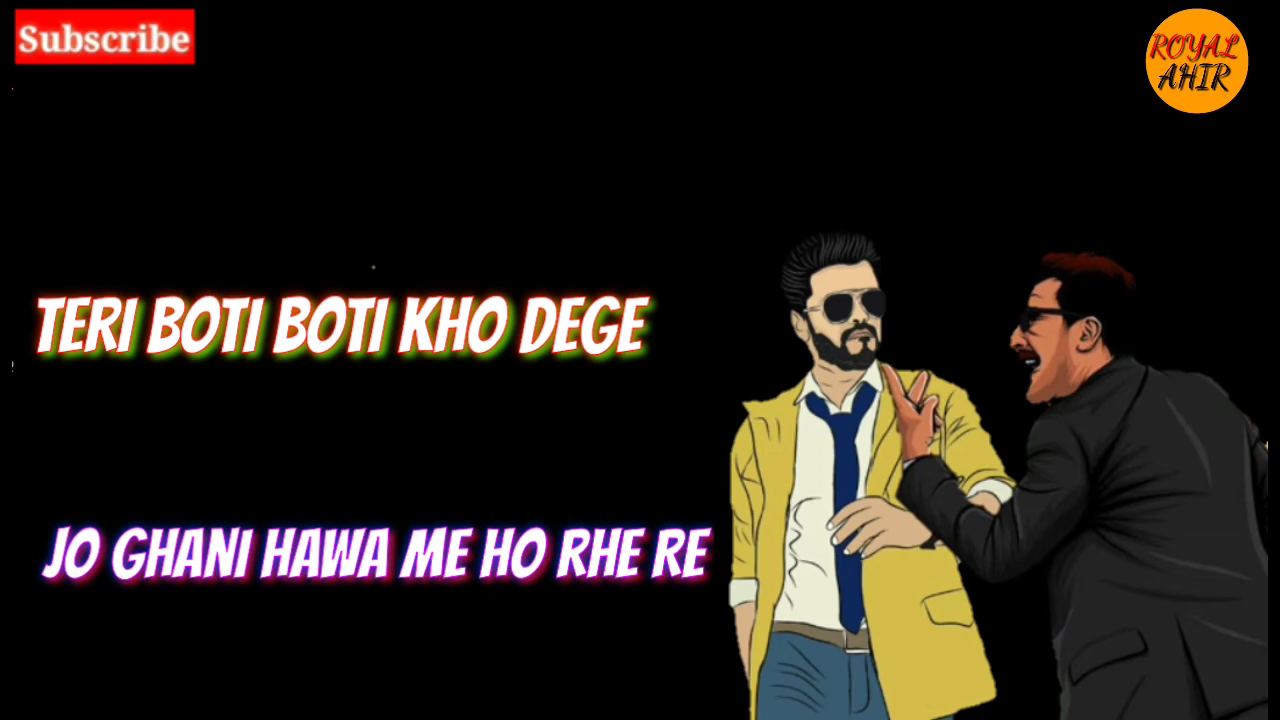 Subscribe
ROYAL
AHIR
TERI BOTI BOTI KHO DEGE
JO GHANI HAWA ME HO RHE RE